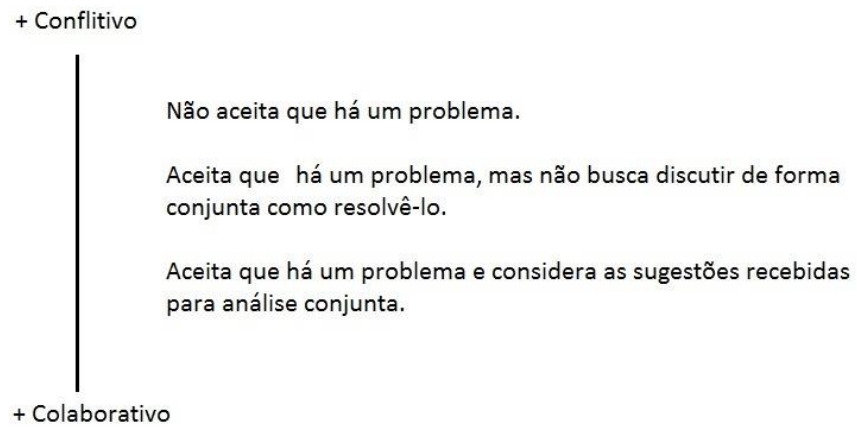 + Conflitivo
Não aceita que há um problema.
Aceita que há um problema, mas não busca discutir de forma
conjunta como resolvê-lo.
Aceita que há um problema e considera as sugestões recebidas
para análise conjunta.
+ Colaborativo